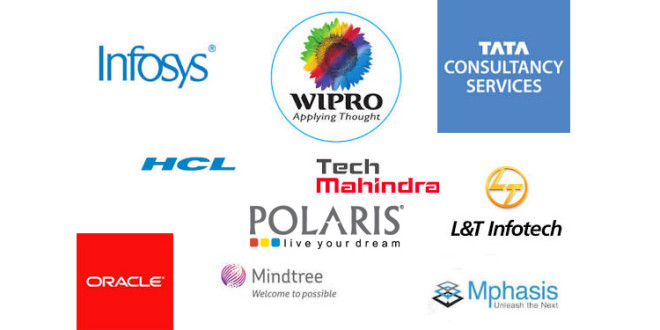 Infosys®
WIPRO
Applying Thought
TATA
CONSULTANCY
SERVICES
HCL
Tech
Mahindra
LT
L&T Infotech
POLARIS®
live your dream
ORACLE®
Mindtree
Welcome to possible
Mphasis
Unleash the Next